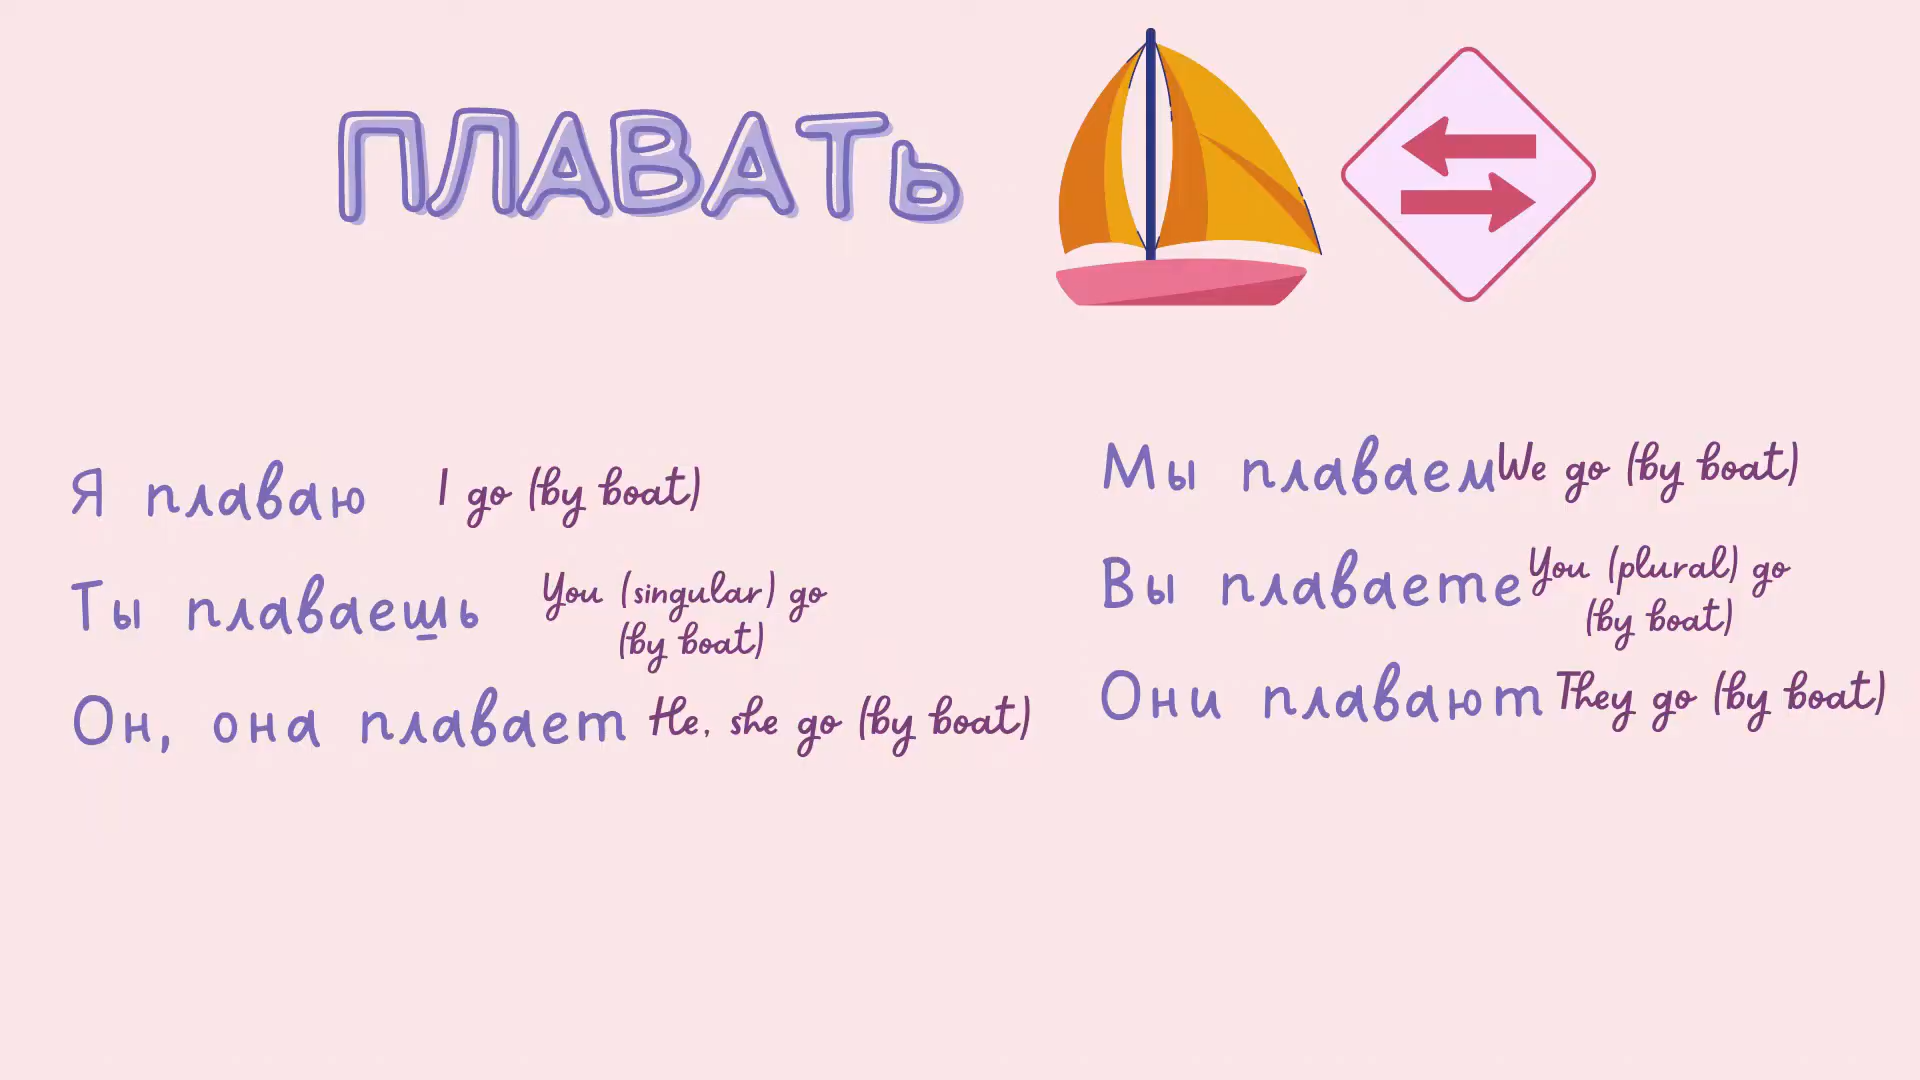 ПЛАВАТЬ
Я плаваю I go (by boat)
Ты плаваешь You (singular) go
(by boat)
Он, она плавает He, she go (by boat)
Мы плаваем We go (by boat)
Вы плаваете You (plural) go
(by boat)
Они плавают They go (by boat)